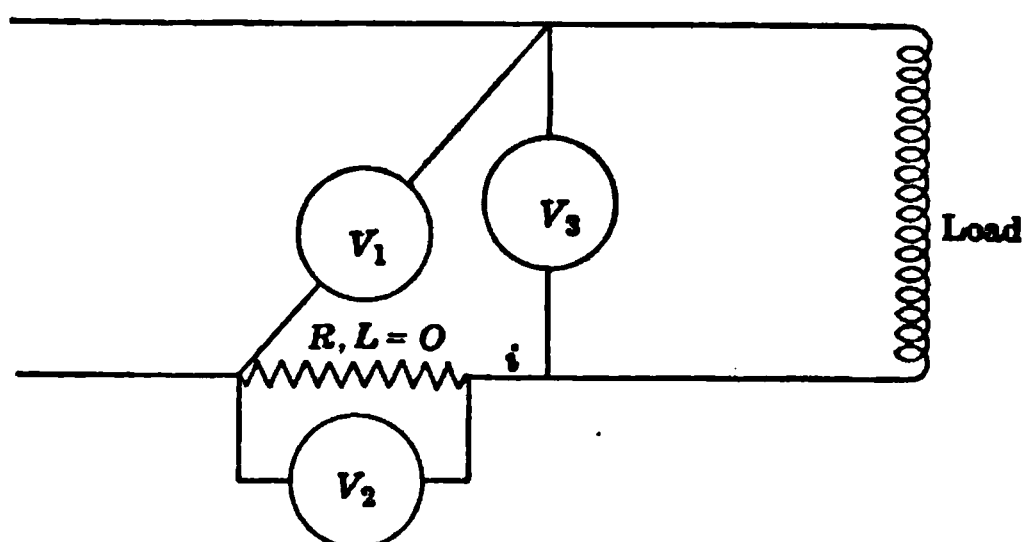 V₁
V₃
Load
R, L = O
i
V₂